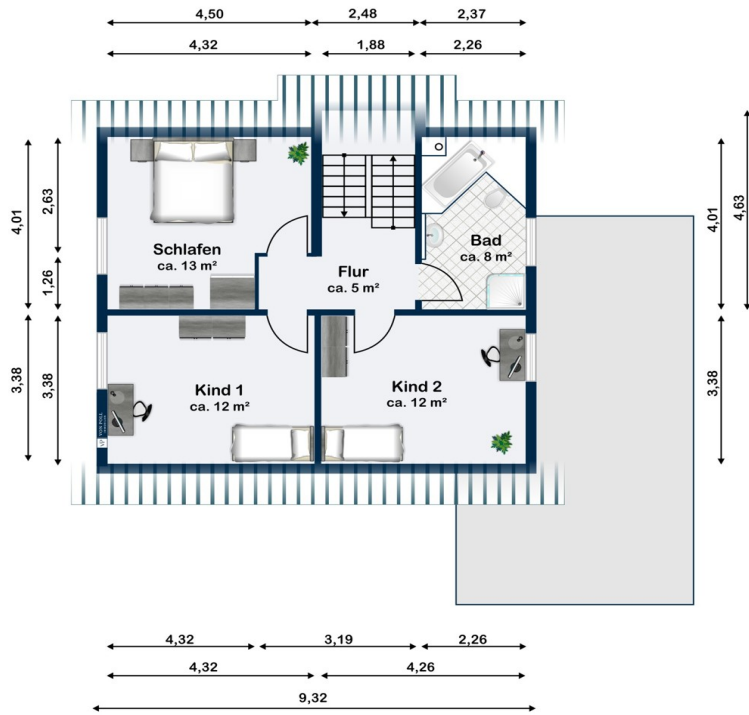 4,50
2,48
2,37
4,32
1,88
2,26
4,01
2,63
1,26
3,38
3,38
4,01
4,63
3,38
Schlafen
ca. 13 m²
Flur
ca. 5 m²
Bad
ca. 8 m²
Kind 1
ca. 12 m²
Kind 2
ca. 12 m²
VON POLL
4,32
3,19
2,26
4,32
4,26
9,32